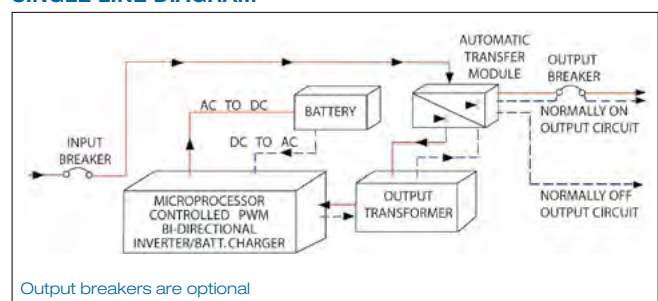 SINGLE LINE DIAGRAM
AUTOMATIC
TRANSFER
MODULE
OUTPUT
BREAKER
AC TO DC
BATTERY
INPUT
BREAKER
DC TO AC
NORMALLY ON
OUTPUT CIRCUIT
MICROPROCESSOR
CONTROLLED PWM
BI-DIRECTIONAL
INVERTER/BATT. CHARGER
OUTPUT
TRANSFORMER
NORMALLY OFF
OUTPUT CIRCUIT
Output breakers are optional